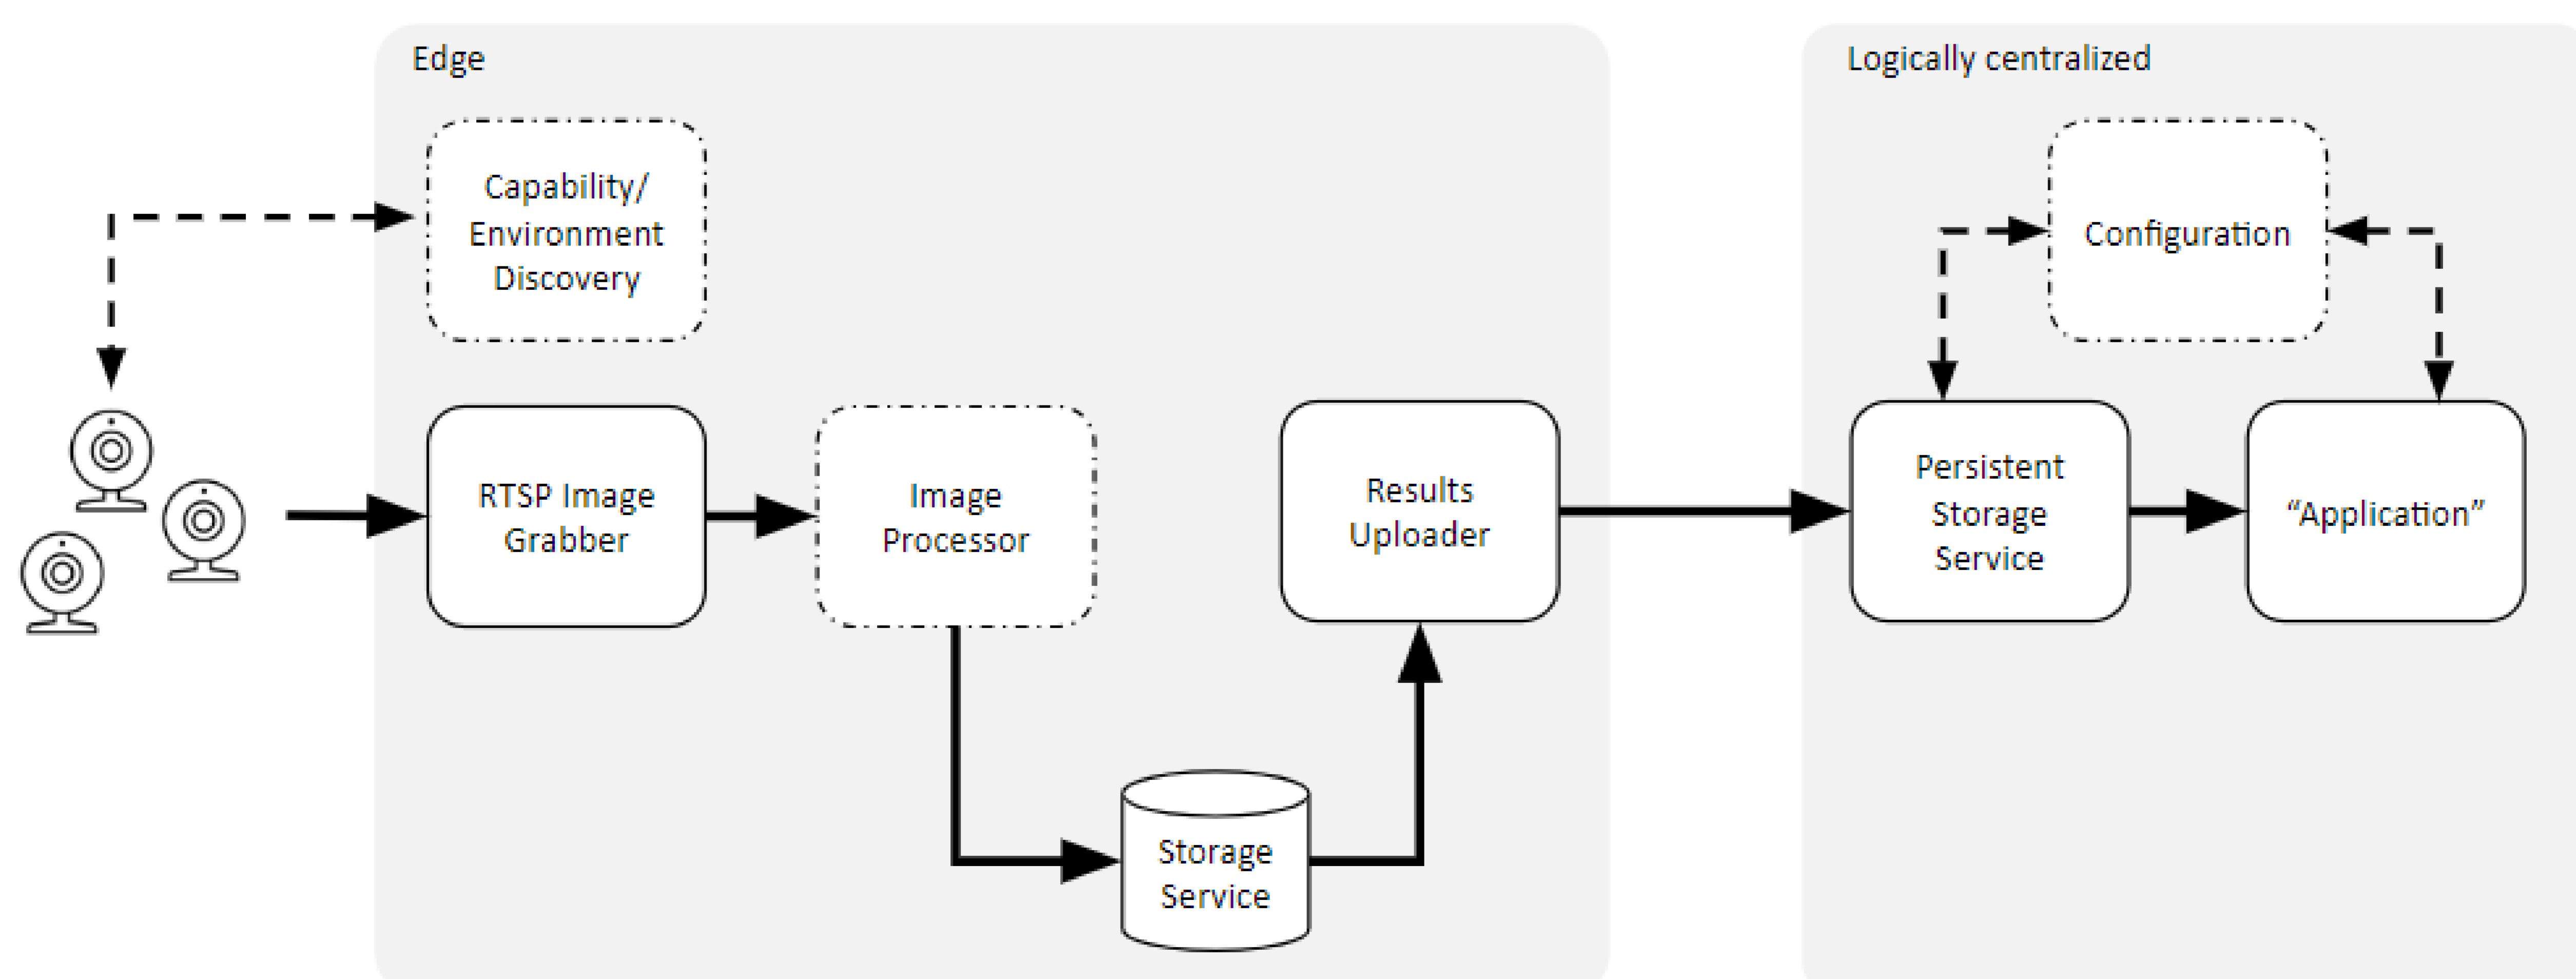 Edge
Capability/
Environment
Discovery
RTSP Image
Grabber
Image
Processor
Storage
Service
Results
Uploader
Logically centralized
Configuration
Persistent
Storage
Service
“Application”